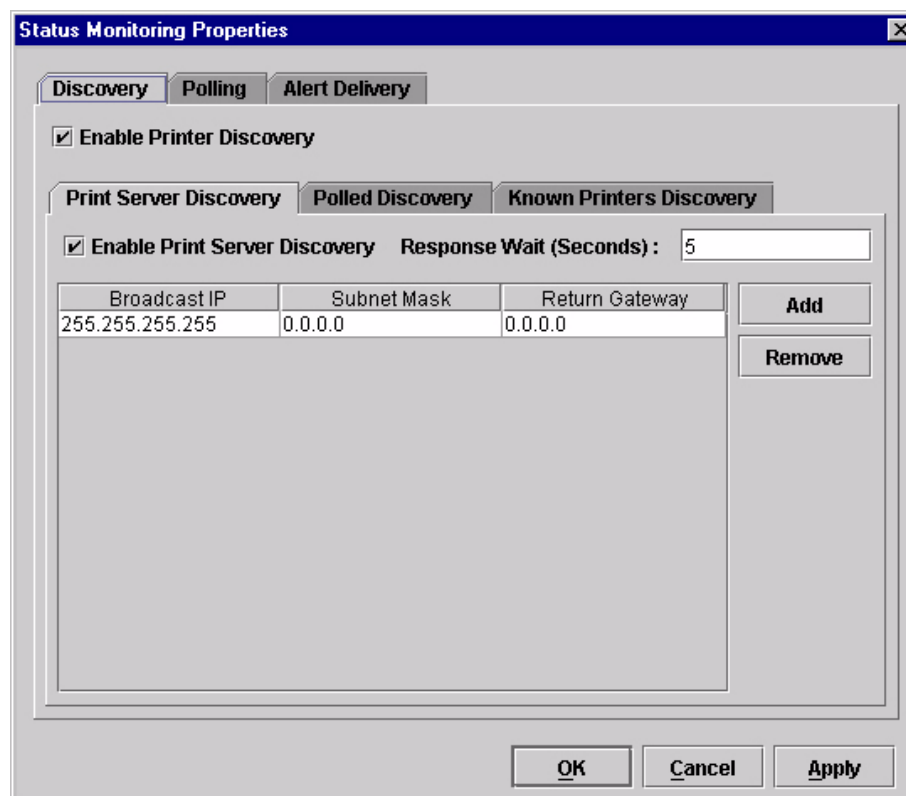 Status Monitoring Properties
Discovery Polling Alert Delivery
Enable Printer Discovery
Print Server Discovery Polled Discovery Known Printers Discovery
Enable Print Server Discovery Response Wait (Seconds) : 5
Broadcast IP Subnet Mask Return Gateway Add
255.255.255.255 0.0.0.0 0.0.0.0
Remove
OK Cancel Apply